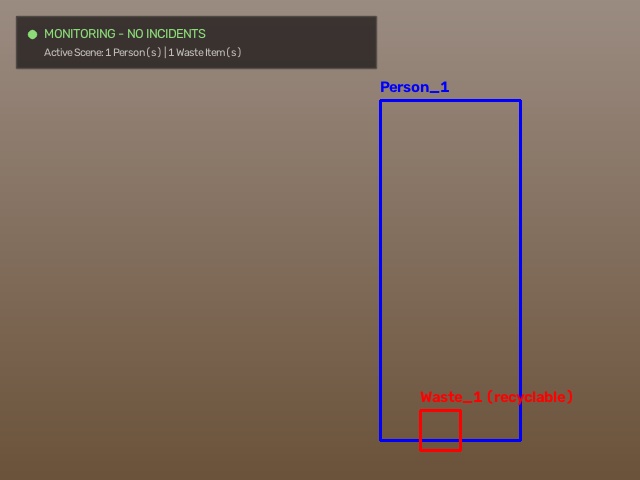 MONITORING - NO INCIDENTS
Active Scene: 1 Person(s) | 1 Waste Item(s)
Person_1
Waste_1 (recyclable)